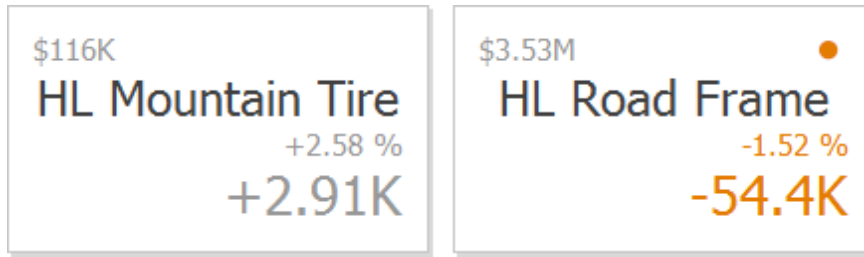 $116K
HL Mountain Tire
+2.58 %
+2.91K
$3.53M
HL Road Frame
-1.52 %
-54.4K